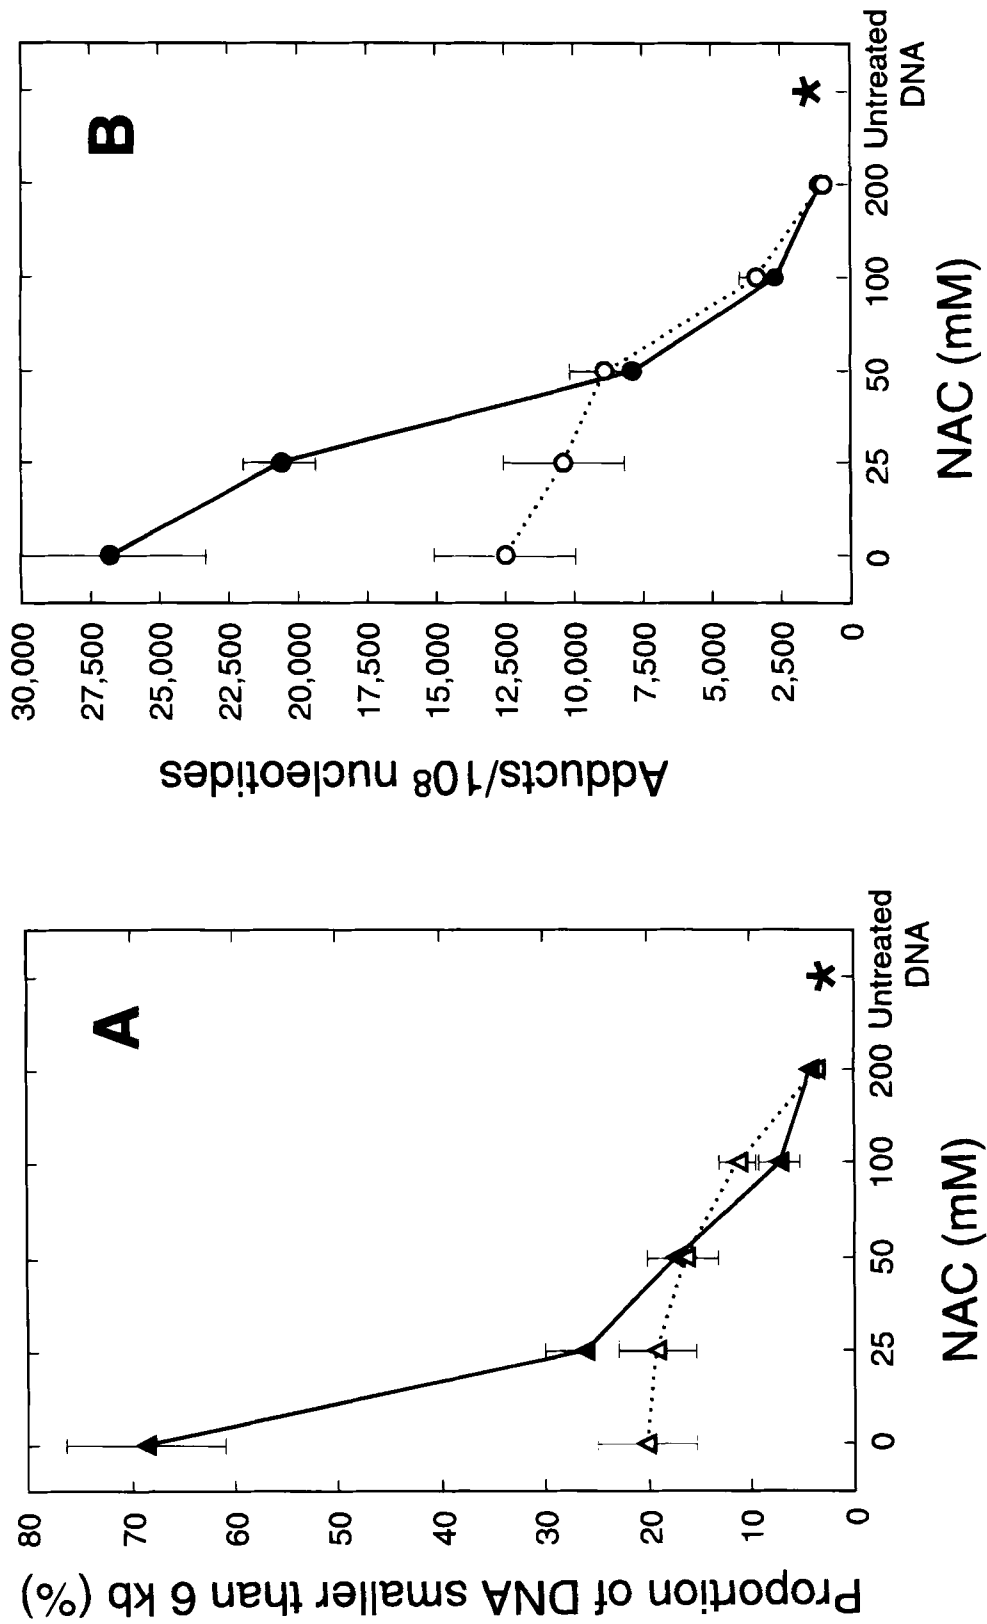 A
Proportion of DNA smaller than 6 kb (%)
80
70
60
50
40
30
20
10
0
0 25 50 100 200 Untreated
DNA
NAC (mM)
B
Adducts/10⁸ nucleotides
30,000
27,500
25,000
22,500
20,000
17,500
15,000
12,500
10,000
7,500
5,000
2,500
0
0 25 50 100 200 Untreated
DNA
NAC (mM)